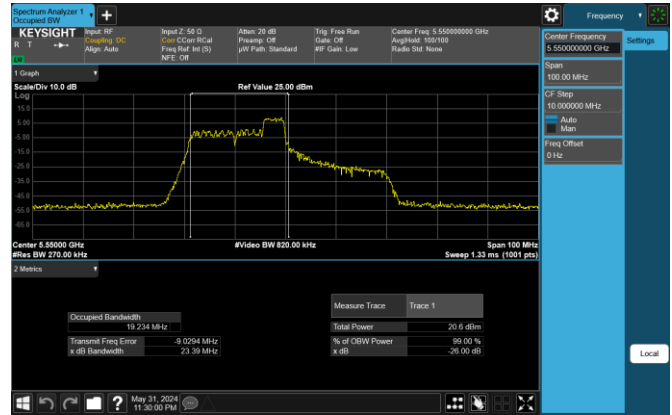 Spectrum Analyzer 1
Occupied BW
Frequency
KEYSIGHT
R T
Input: RF
Coupling: DC
Align: Auto
Input Z: 50 Ω
Corr CCorr RCal
Freq Ref: Int (S)
NFE: Off
Atten: 20 dB
Preamp: Off
µW Path: Standard
Trig: Free Run
Gate: Off
#IF Gain: Low
Center Freq: 5.550000000 GHz
Avg|Hold: 100/100
Radio Std: None
Center Frequency
5.550000000 GHz
Settings
Span
100.00 MHz
CF Step
10.000000 MHz
Auto
Man
Freq Offset
0 Hz
1 Graph
Scale/Div 10.0 dB
Ref Value 25.00 dBm
Log
15.0
5.00
-5.00
-15.0
-25.0
-35.0
-45.0
-55.0
-65.0
Center 5.55000 GHz
#Video BW 820.00 kHz
Span 100 MHz
#Res BW 270.00 kHz
Sweep 1.33 ms (1001 pts)
2 Metrics
Measure Trace
Trace 1
Occupied Bandwidth
19.234 MHz
Total Power
20.6 dBm
Transmit Freq Error
-9.0294 MHz
% of OBW Power
99.00 %
x dB Bandwidth
23.39 MHz
x dB
-26.00 dB
Local
May 31, 2024
11:30:00 PM